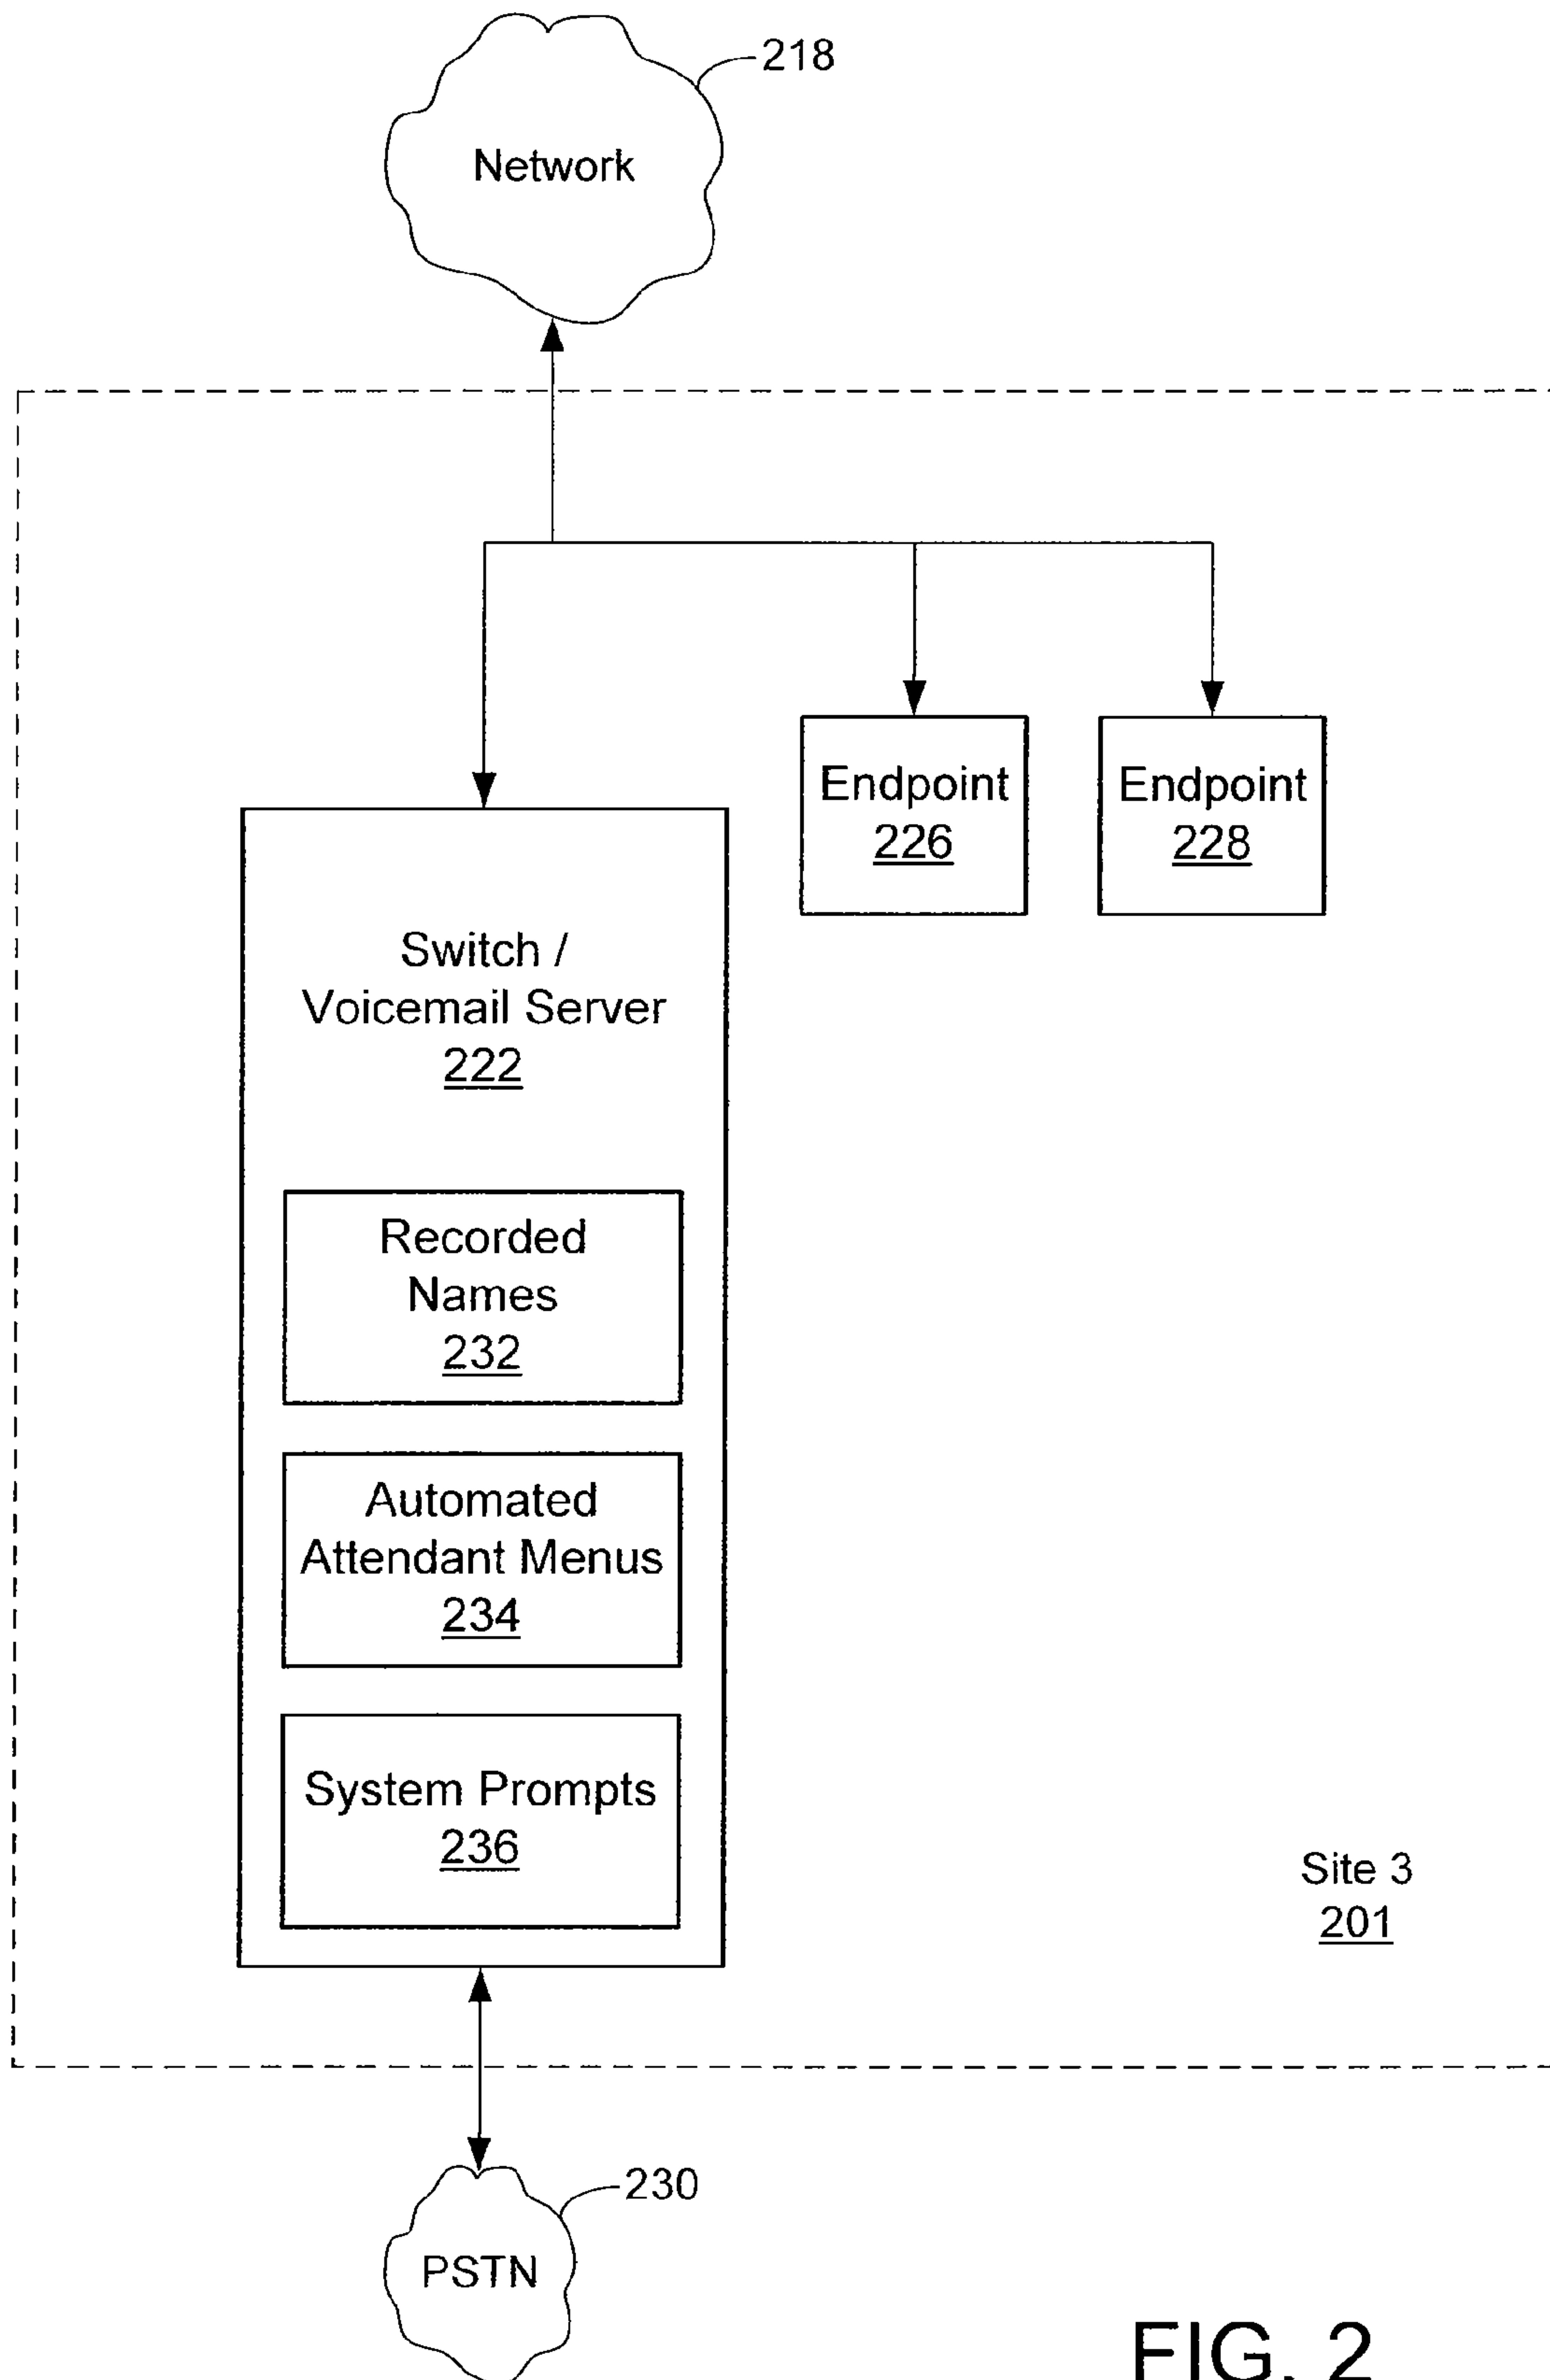 218
Network
Endpoint
226
Endpoint
228
Switch /
Voicemail Server
222
Recorded
Names
232
Automated
Attendant Menus
234
System Prompts
236
Site 3
201
230
PSTN
FIG. 2